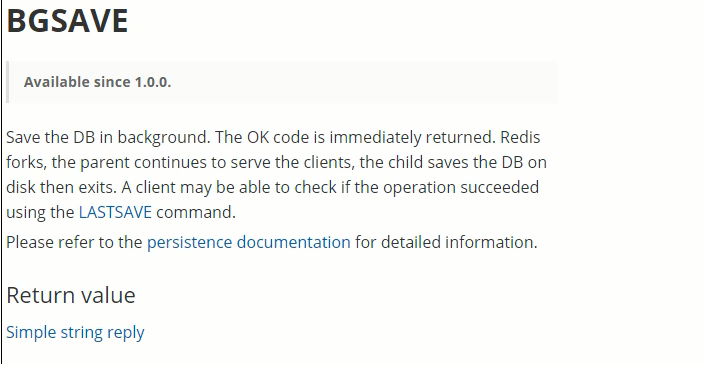 BGSAVE
Available since 1.0.0.
Save the DB in background. The OK code is immediately returned. Redis
forks, the parent continues to serve the clients, the child saves the DB on
disk then exits. A client may be able to check if the operation succeeded
using the LASTSAVE command.
Please refer to the persistence documentation for detailed information.
Return value
Simple string reply